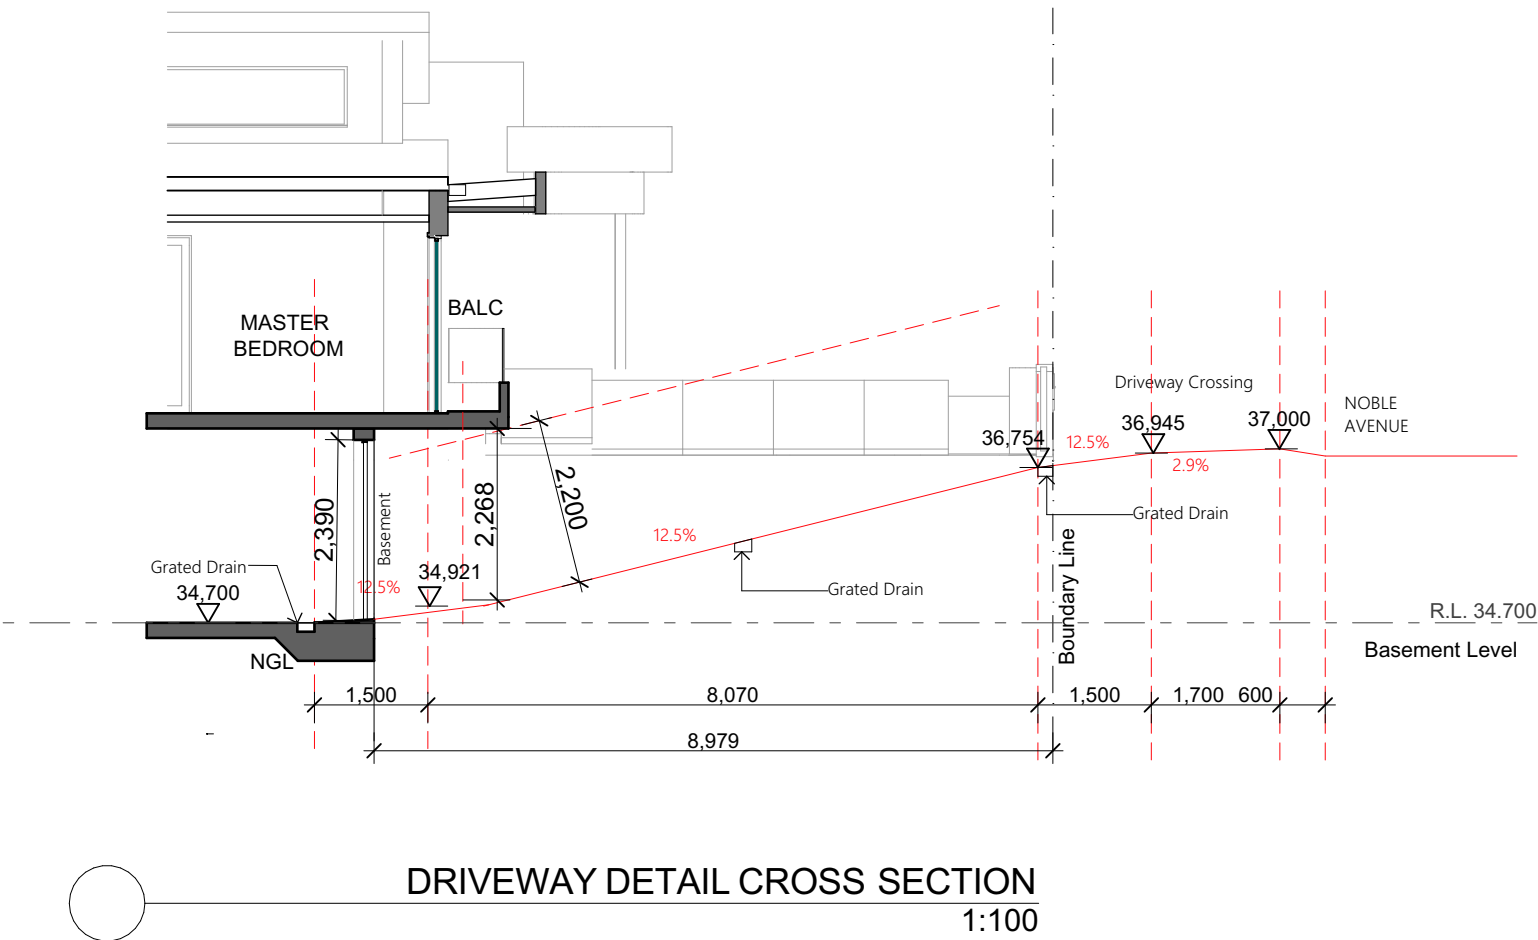 MASTER
BEDROOM
BALC
Driveway Crossing
NOBLE
AVENUE
36,754
12.5%
36,945
37,000
2.9%
2,390
Basement
2,268
2,200
12.5%
Grated Drain
Grated Drain
34,700
12.5%
34,921
Grated Drain
Boundary Line
R.L. 34.700
Basement Level
NGL
1,500
8,070
1,500
1,700
600
8,979
DRIVEWAY DETAIL CROSS SECTION
1:100